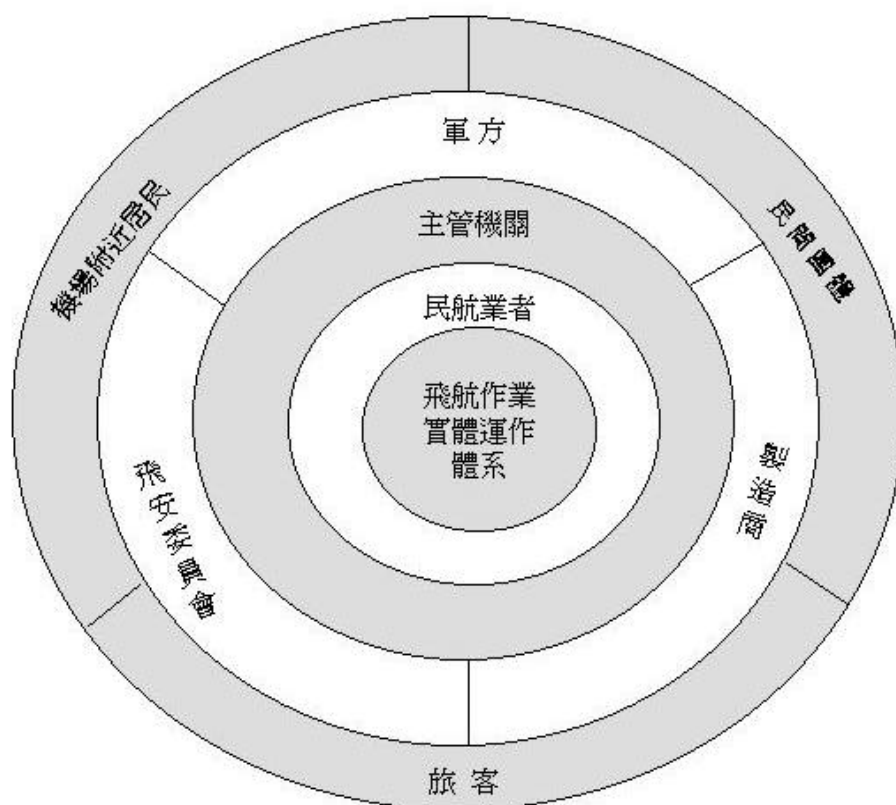 軍方
主管機關
民航業者
飛航作業
實體運作
體系
機場附近居民
民間團體
飛安委員會
製造商
旅客